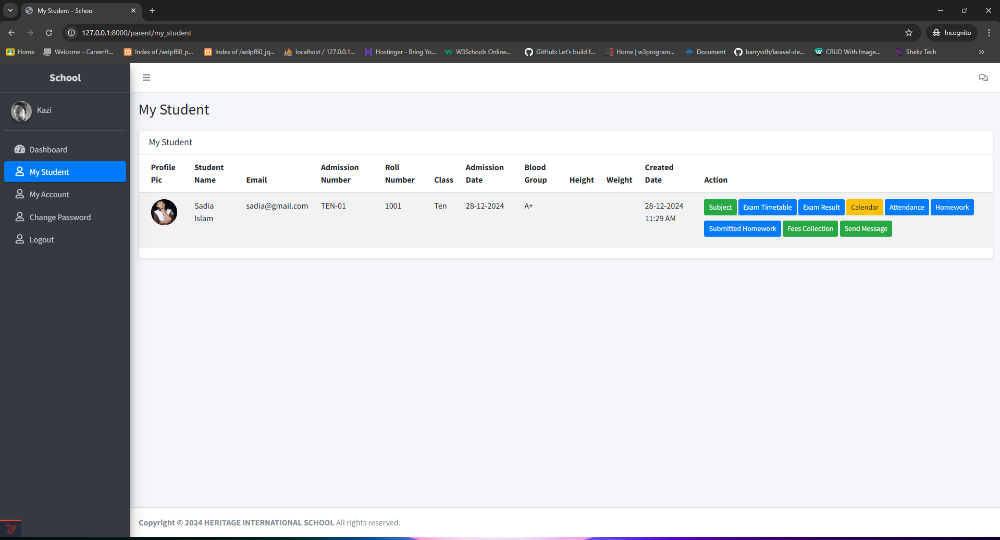 My Student - School
127.0.0.1:8000/parent/my_student
Incognito
Home
Welcome - CareerH...
Index of /wdpf60_p...
Index of /wdpf60_jq...
localhost / 127.0.0.1...
Hostinger - Bring Yo...
W3Schools Online...
GitHub: Let's build f...
Home | w3program...
Document
barryvdh/laravel-de...
CRUD With Image...
Shekz Tech
School
Kazi
Dashboard
My Student
My Account
Change Password
Logout
My Student
My Student
Profile Pic
Student Name
Email
Admission Number
Roll Number
Class
Admission Date
Blood Group
Height
Weight
Created Date
Action
Sadia Islam
sadia@gmail.com
TEN-01
1001
Ten
28-12-2024
A+
28-12-2024 11:29 AM
Subject
Exam Timetable
Exam Result
Calendar
Attendance
Homework
Submitted Homework
Fees Collection
Send Message
Copyright © 2024 HERITAGE INTERNATIONAL SCHOOL All rights reserved.